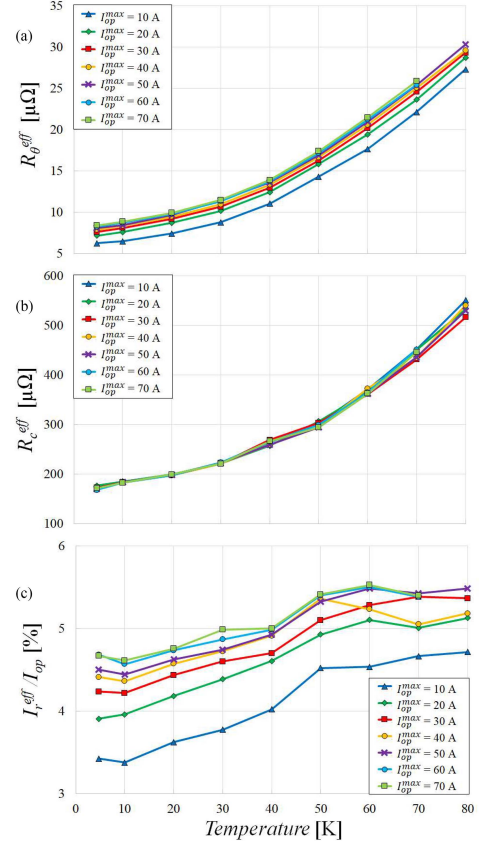 (a)
I_op^max = 10 A
I_op^max = 20 A
I_op^max = 30 A
I_op^max = 40 A
I_op^max = 50 A
I_op^max = 60 A
I_op^max = 70 A
R_θ^eff [µΩ]
35
30
25
20
15
10
5
(b)
I_op^max = 10 A
I_op^max = 20 A
I_op^max = 30 A
I_op^max = 40 A
I_op^max = 50 A
I_op^max = 60 A
I_op^max = 70 A
R_c^eff [µΩ]
600
500
400
300
200
100
(c)
I_r^eff/I_op [%]
6
5
4
3
I_op^max = 10 A
I_op^max = 20 A
I_op^max = 30 A
I_op^max = 40 A
I_op^max = 50 A
I_op^max = 60 A
I_op^max = 70 A
0 10 20 30 40 50 60 70 80
Temperature [K]